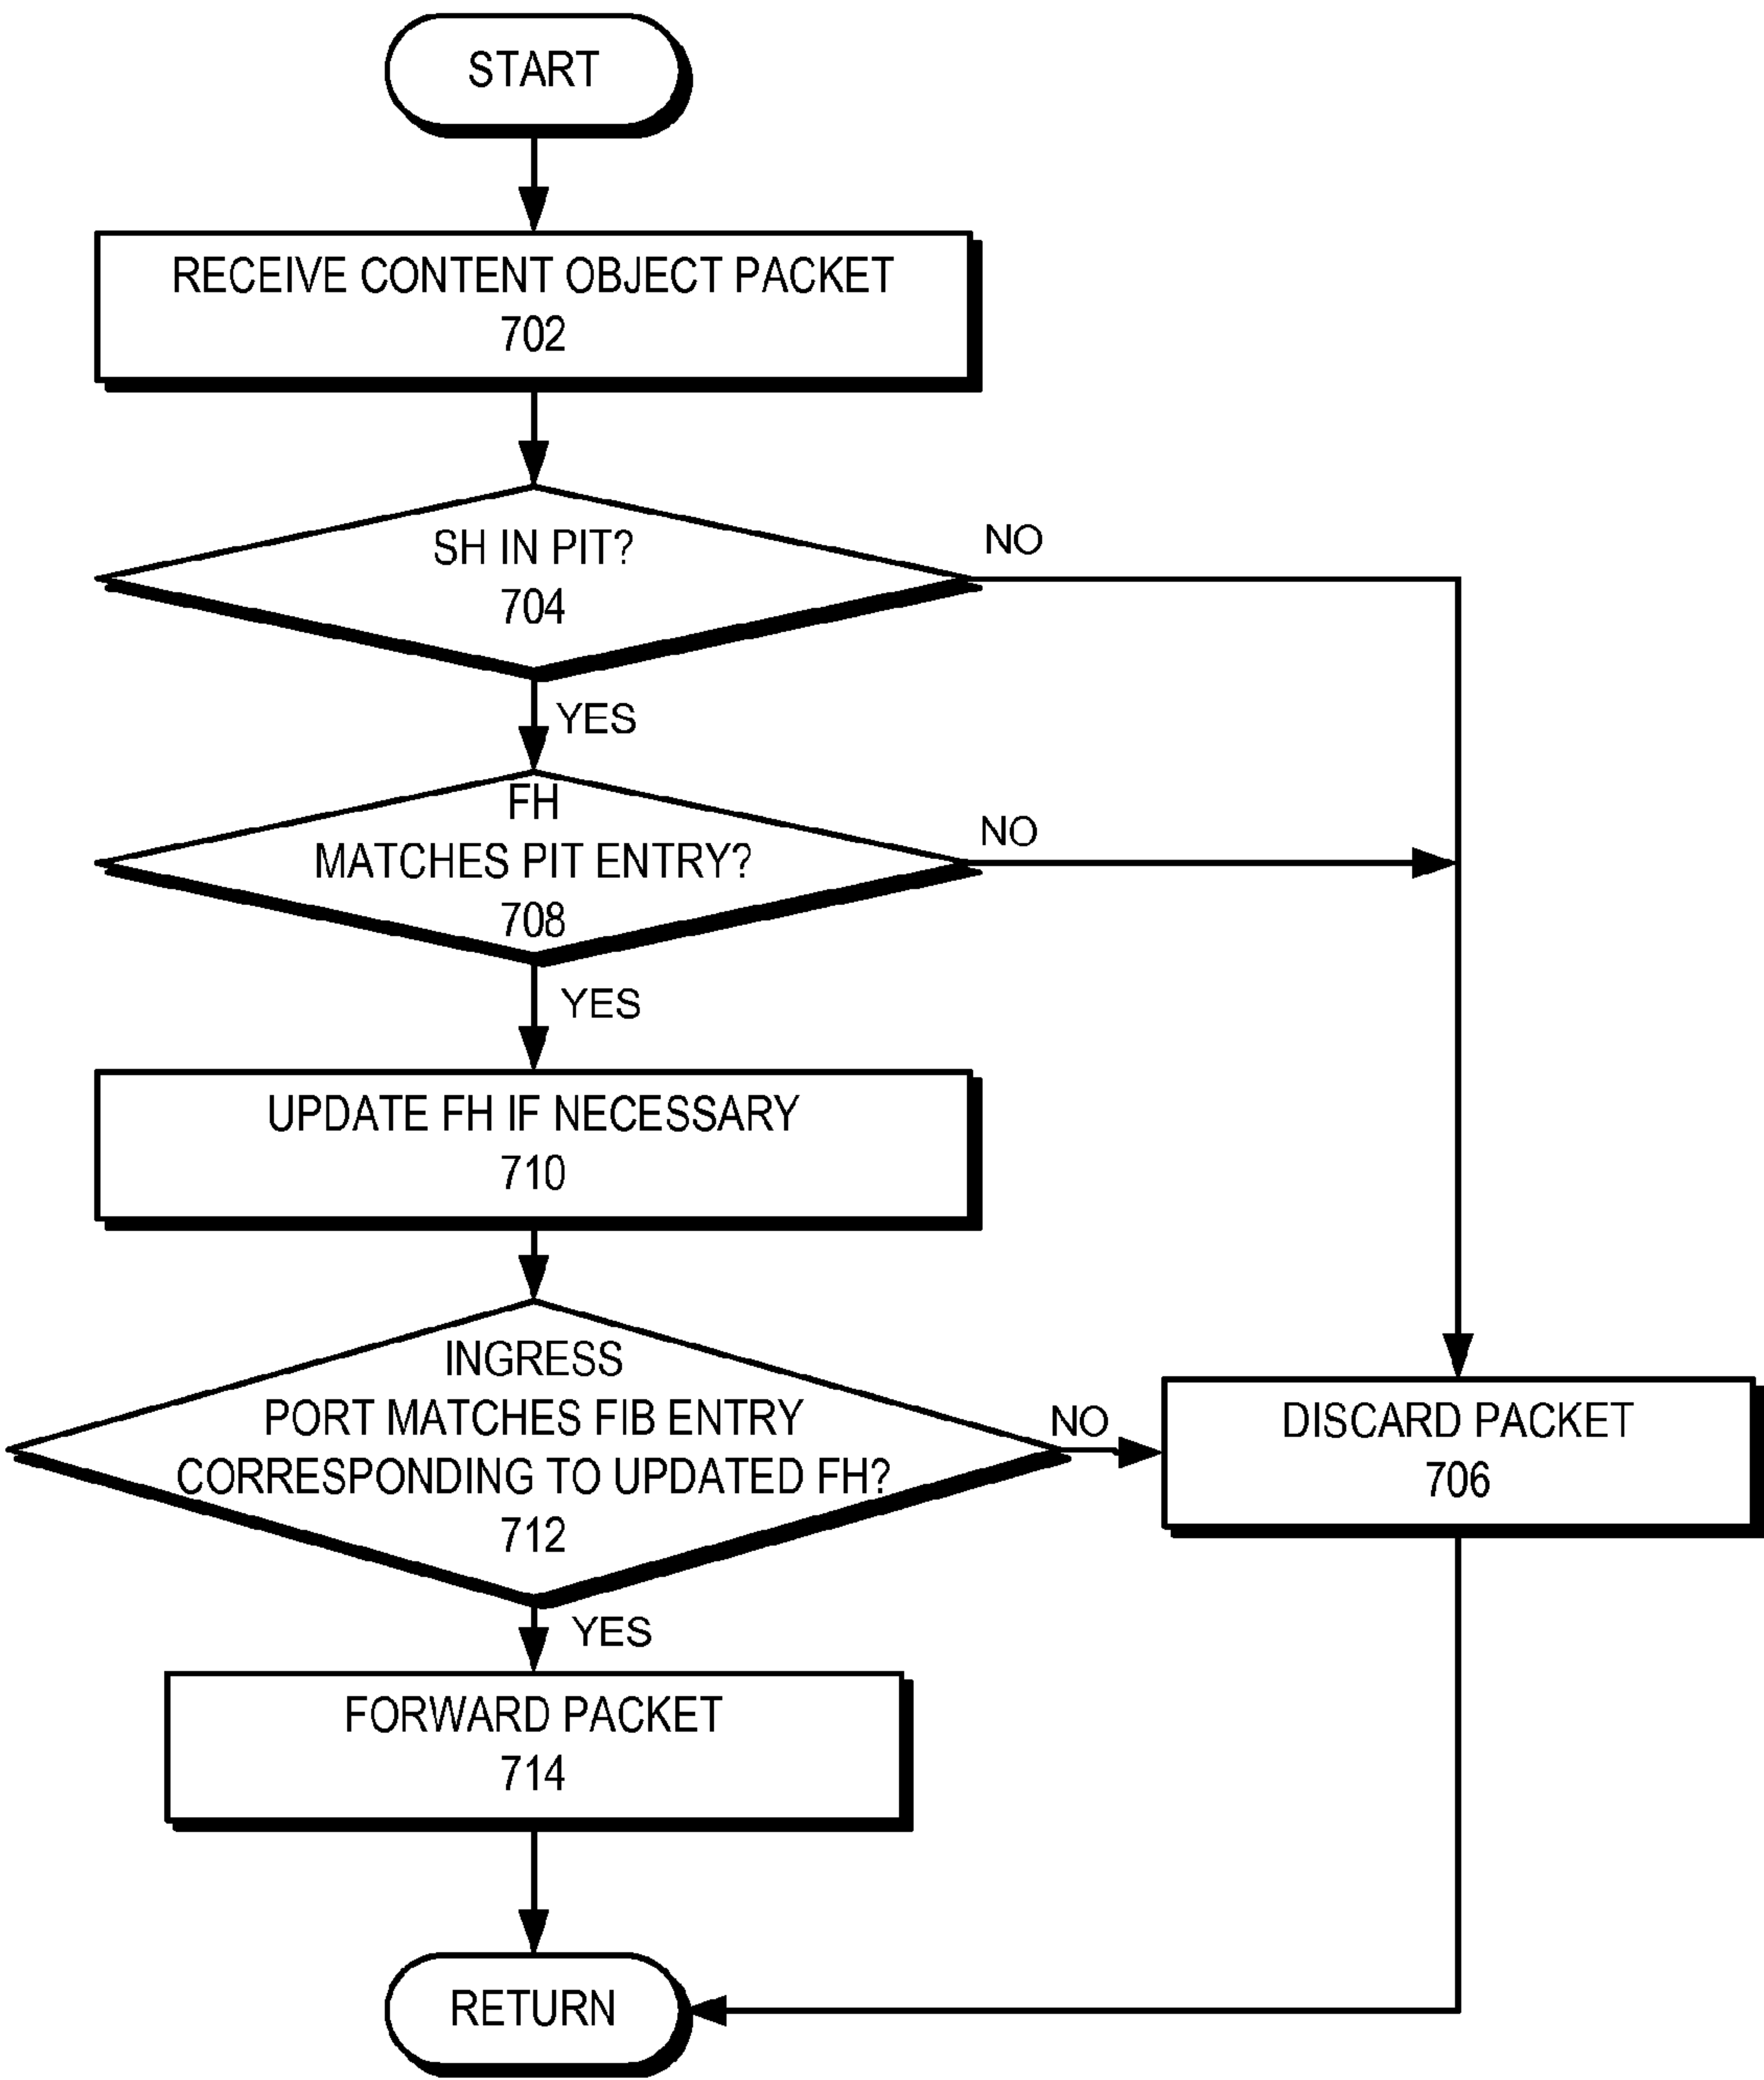 START
RECEIVE CONTENT OBJECT PACKET
702
SH IN PIT?
704
NO
YES
FH
MATCHES PIT ENTRY?
708
NO
YES
UPDATE FH IF NECESSARY
710
INGRESS
PORT MATCHES FIB ENTRY
CORRESPONDING TO UPDATED FH?
712
NO
DISCARD PACKET
706
YES
FORWARD PACKET
714
RETURN